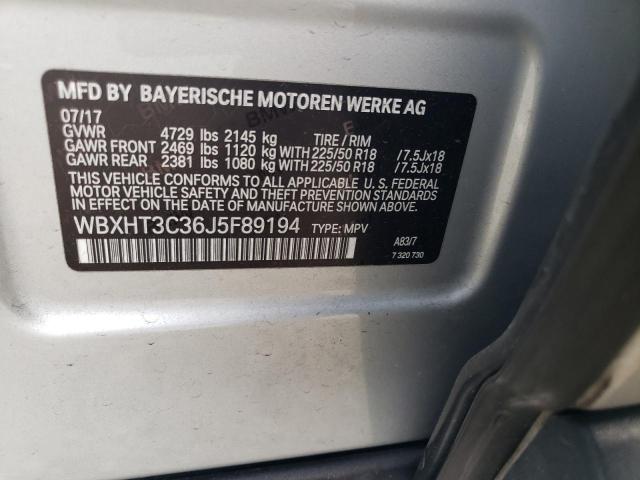 MFD BY BAYERISCHE MOTOREN WERKE AG
07/17
GVWR 4729 lbs 2145 kg TIRE / RIM
GAWR FRONT 2469 lbs 1120 kg WITH 225/50 R18 /7.5Jx18
GAWR REAR 2381 lbs 1080 kg WITH 225/50 R18 /7.5Jx18
THIS VEHICLE CONFORMS TO ALL APPLICABLE U. S. FEDERAL
MOTOR VEHICLE SAFETY AND THEFT PREVENTION STANDARDS
IN EFFECT ON THE DATE OF MANUFACTURE SHOWN ABOVE.
WBXHT3C36J5F89194 TYPE: MPV
A83/7
7 320 730